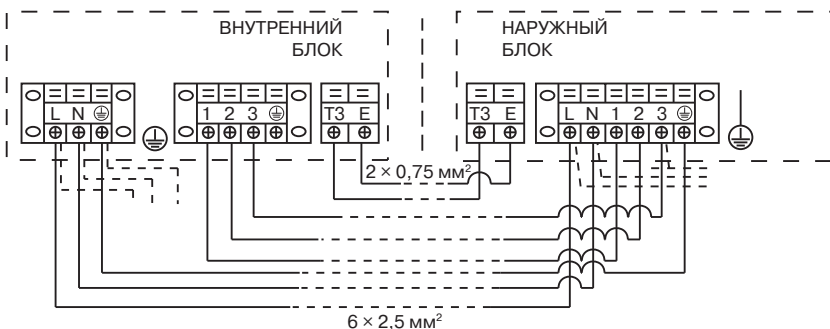 ВНУТРЕННИЙ
БЛОК
НАРУЖНЫЙ
БЛОК
L N
1 2 3
T3 E
T3 E
L N 1 2 3
2 × 0,75 мм²
6 × 2,5 мм²